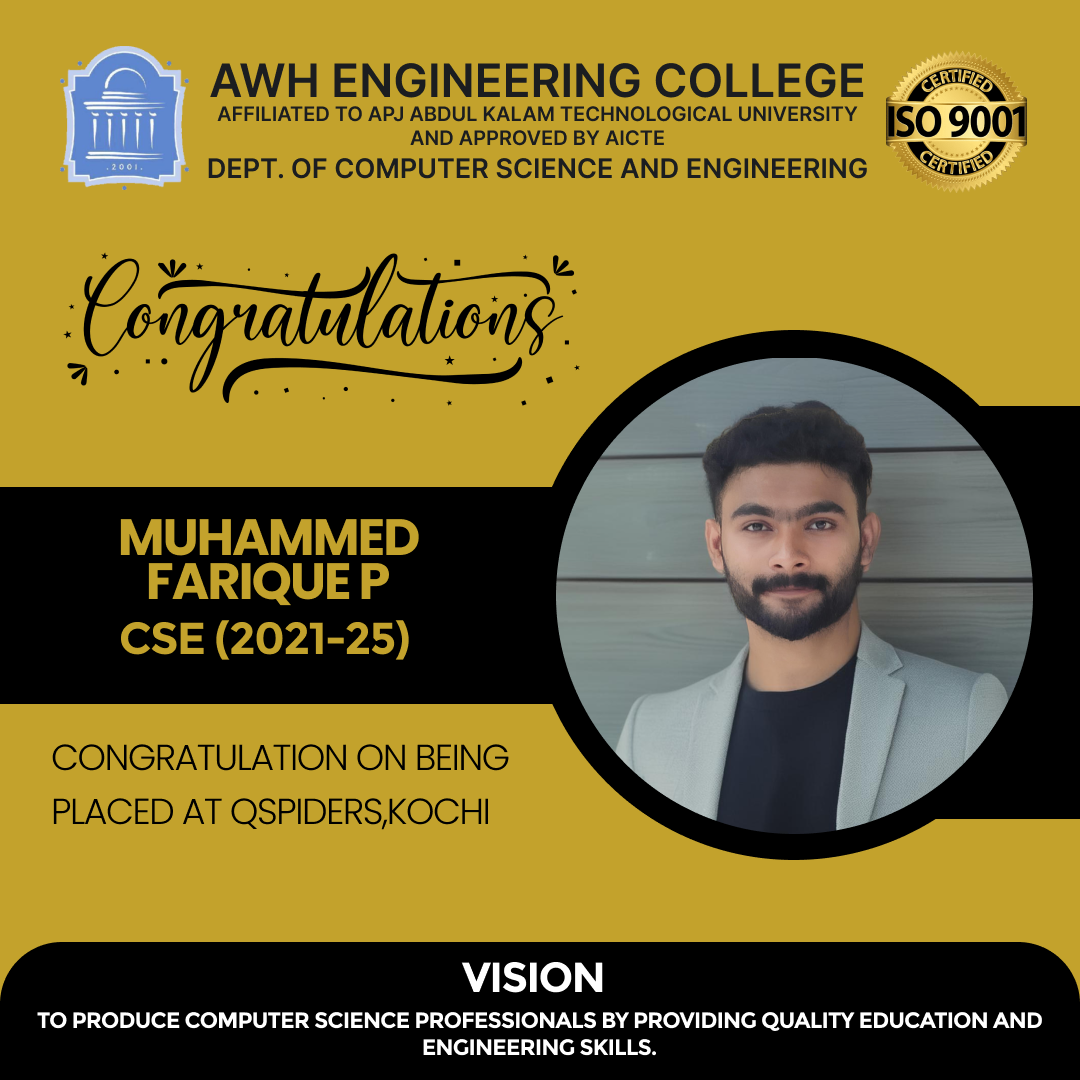 AWH ENGINEERING COLLEGE
AFFILIATED TO APJ ABDUL KALAM TECHNOLOGICAL UNIVERSITY
AND APPROVED BY AICTE
DEPT. OF COMPUTER SCIENCE AND ENGINEERING
.2001.
CERTIFIED
ISO 9001
CERTIFIED
Congratulations
MUHAMMED
FARIQUE P
CSE (2021-25)
CONGRATULATION ON BEING
PLACED AT QSPIDERS,KOCHI
VISION
TO PRODUCE COMPUTER SCIENCE PROFESSIONALS BY PROVIDING QUALITY EDUCATION AND
ENGINEERING SKILLS.